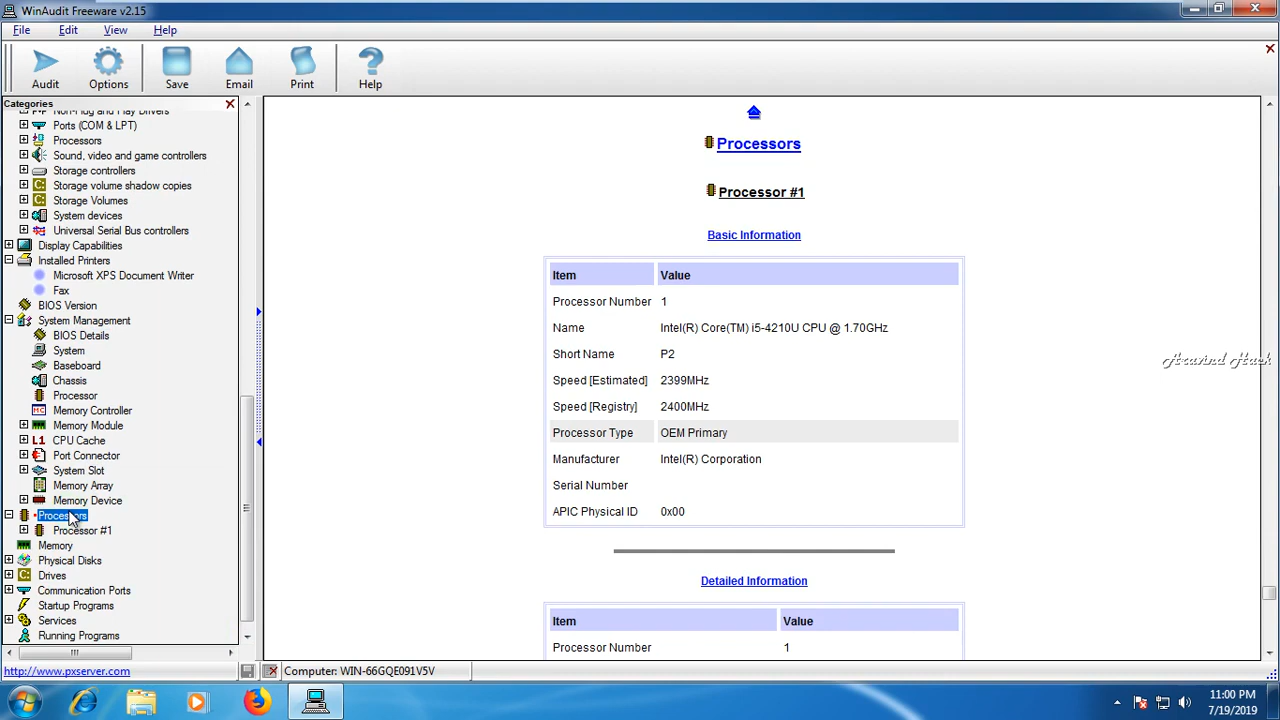 WinAudit Freeware v2.15
File Edit View Help
Audit Options Save Email Print Help
Categories
Non-Plug and Play Drivers
Ports (COM & LPT)
Processors
Sound, video and game controllers
Storage controllers
Storage volume shadow copies
Storage Volumes
System devices
Universal Serial Bus controllers
Display Capabilities
Installed Printers
Microsoft XPS Document Writer
Fax
BIOS Version
System Management
BIOS Details
System
Baseboard
Chassis
Processor
Memory Controller
Memory Module
CPU Cache
Port Connector
System Slot
Memory Array
Memory Device
Processors
Processor #1
Memory
Physical Disks
Drives
Communication Ports
Startup Programs
Services
Running Programs
Processors
Processor #1
Basic Information
Item Value
Processor Number 1
Name Intel(R) Core(TM) i5-4210U CPU @ 1.70GHz
Short Name P2
Speed [Estimated] 2399MHz
Speed [Registry] 2400MHz
Processor Type OEM Primary
Manufacturer Intel(R) Corporation
Serial Number
APIC Physical ID 0x00
Detailed Information
Item Value
Processor Number 1
Aravind Hack
http://www.pxserver.com
Computer: WIN-66GQE091V5V
11:00 PM
7/19/2019